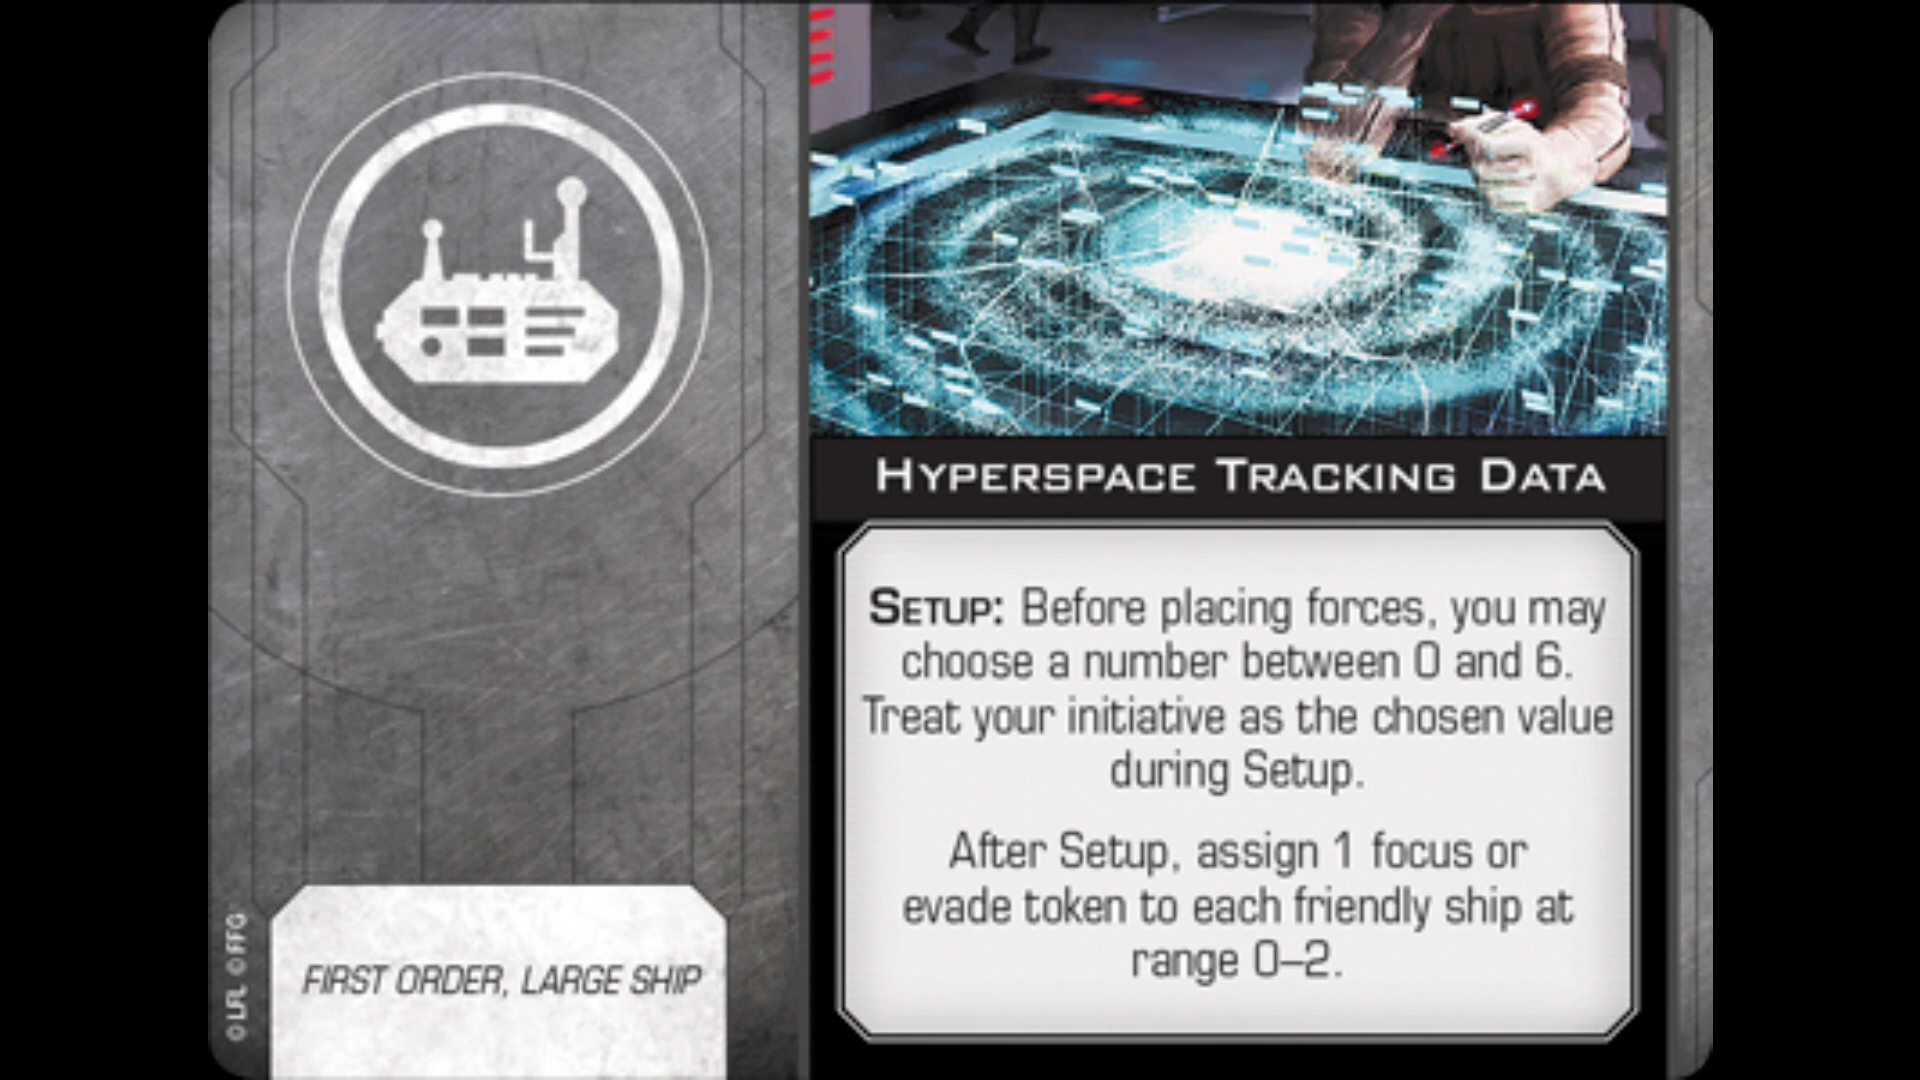 HYPERSPACE TRACKING DATA
SETUP: Before placing forces, you may
choose a number between 0 and 6.
Treat your initiative as the chosen value
during Setup.
After Setup, assign 1 focus or
evade token to each friendly ship at
range 0–2.
FIRST ORDER, LARGE SHIP
©LFL ©FFG